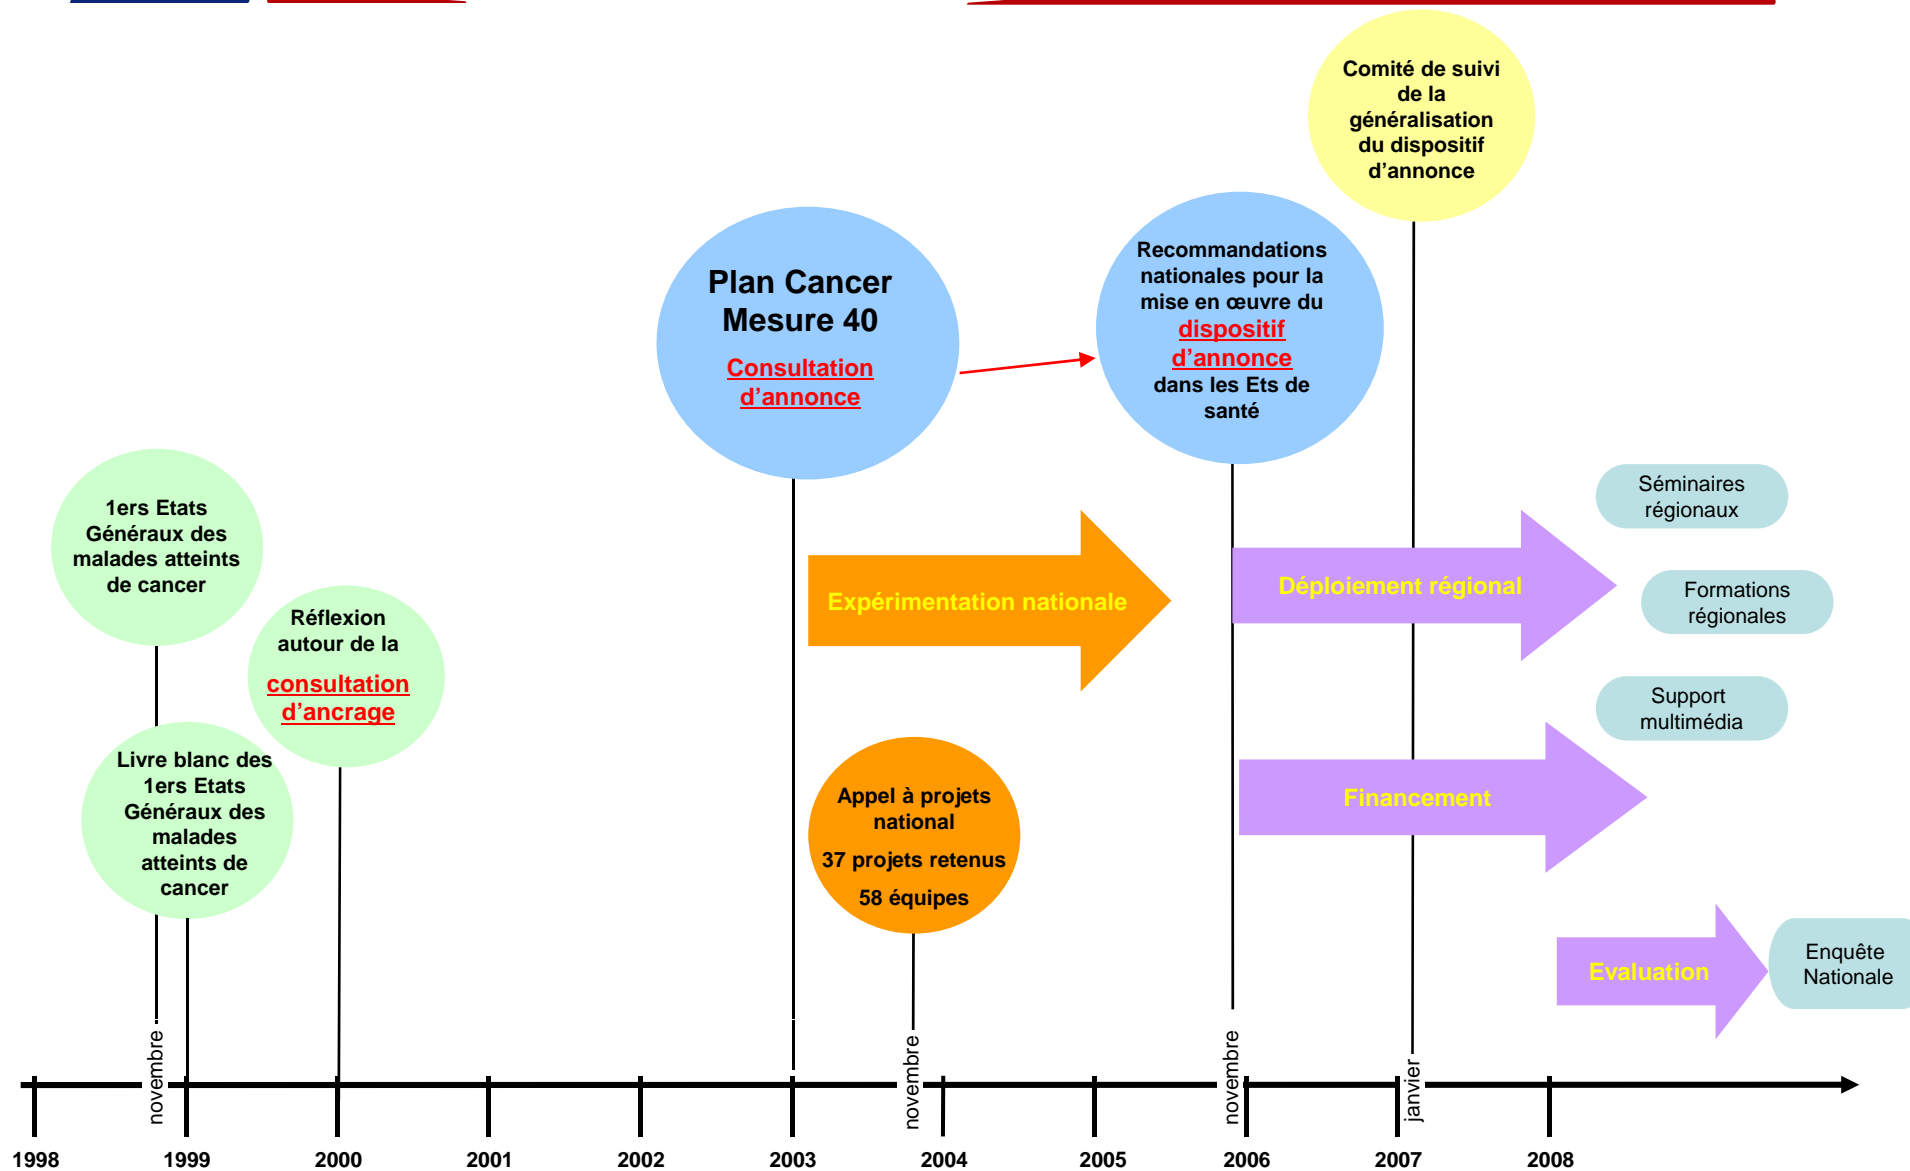 Comité de suivi
de la
généralisation
du dispositif
d’annonce
Plan Cancer
Mesure 40
Consultation
d’annonce
Recommandations
nationales pour la
mise en œuvre du
dispositif
d’annonce
dans les Ets de
santé
1ers Etats
Généraux des
malades atteints
de cancer
Réflexion
autour de la
consultation
d’ancrage
Livre blanc des
1ers Etats
Généraux des
malades
atteints de
cancer
Expérimentation nationale
Appel à projets
national
37 projets retenus
58 équipes
Déploiement régional
Financement
Evaluation
Séminaires
régionaux
Formations
régionales
Support
multimédia
Enquête
Nationale
novembre
novembre
novembre
janvier
1998
1999
2000
2001
2002
2003
2004
2005
2006
2007
2008